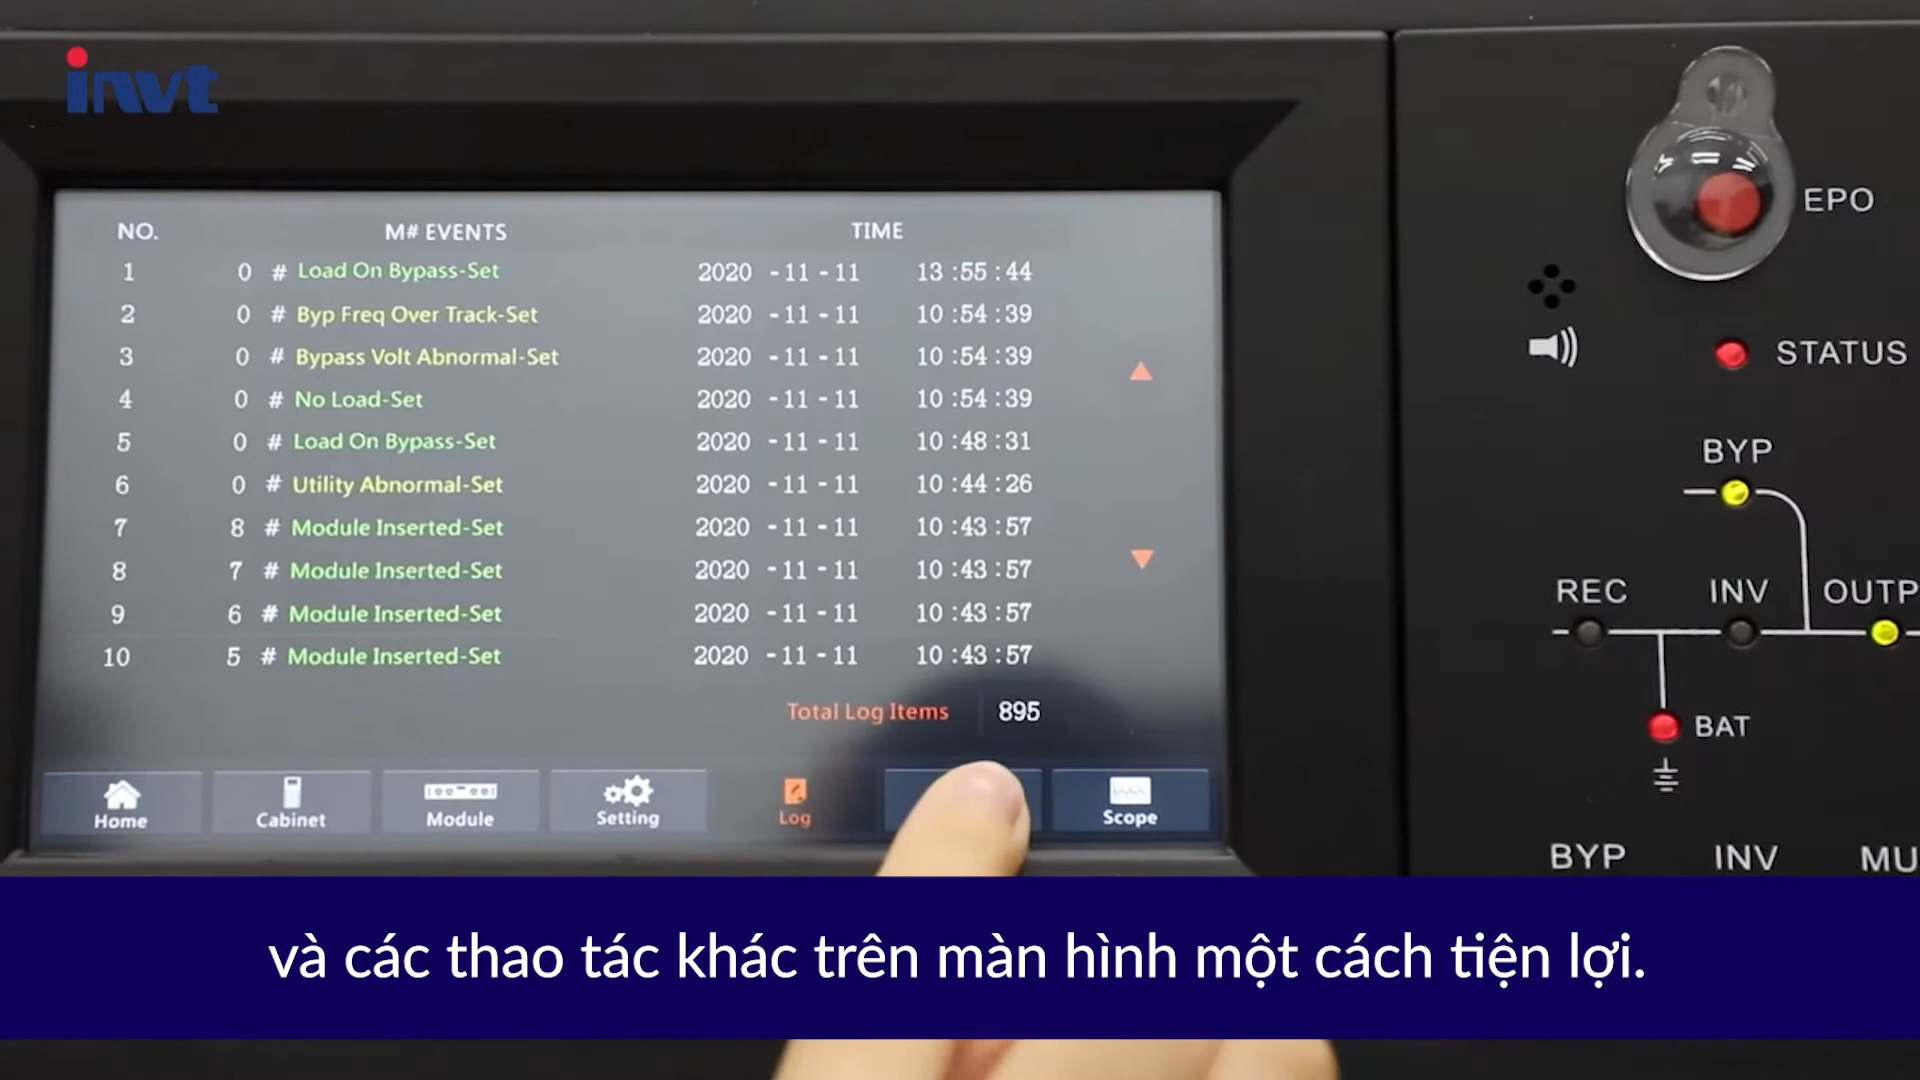 invt
NO. M# EVENTS TIME
1 0 # Load On Bypass-Set 2020 -11 -11 13 :55 :44
2 0 # Byp Freq Over Track-Set 2020 -11 -11 10 :54 :39
3 0 # Bypass Volt Abnormal-Set 2020 -11 -11 10 :54 :39
4 0 # No Load-Set 2020 -11 -11 10 :54 :39
5 0 # Load On Bypass-Set 2020 -11 -11 10 :48 :31
6 0 # Utility Abnormal-Set 2020 -11 -11 10 :44 :26
7 8 # Module Inserted-Set 2020 -11 -11 10 :43 :57
8 7 # Module Inserted-Set 2020 -11 -11 10 :43 :57
9 6 # Module Inserted-Set 2020 -11 -11 10 :43 :57
10 5 # Module Inserted-Set 2020 -11 -11 10 :43 :57
Total Log Items 895
Home Cabinet Module Setting Log Scope
EPO
STATUS
BYP
REC INV OUTP
BAT
BYP INV MU
và các thao tác khác trên màn hình một cách tiện lợi.